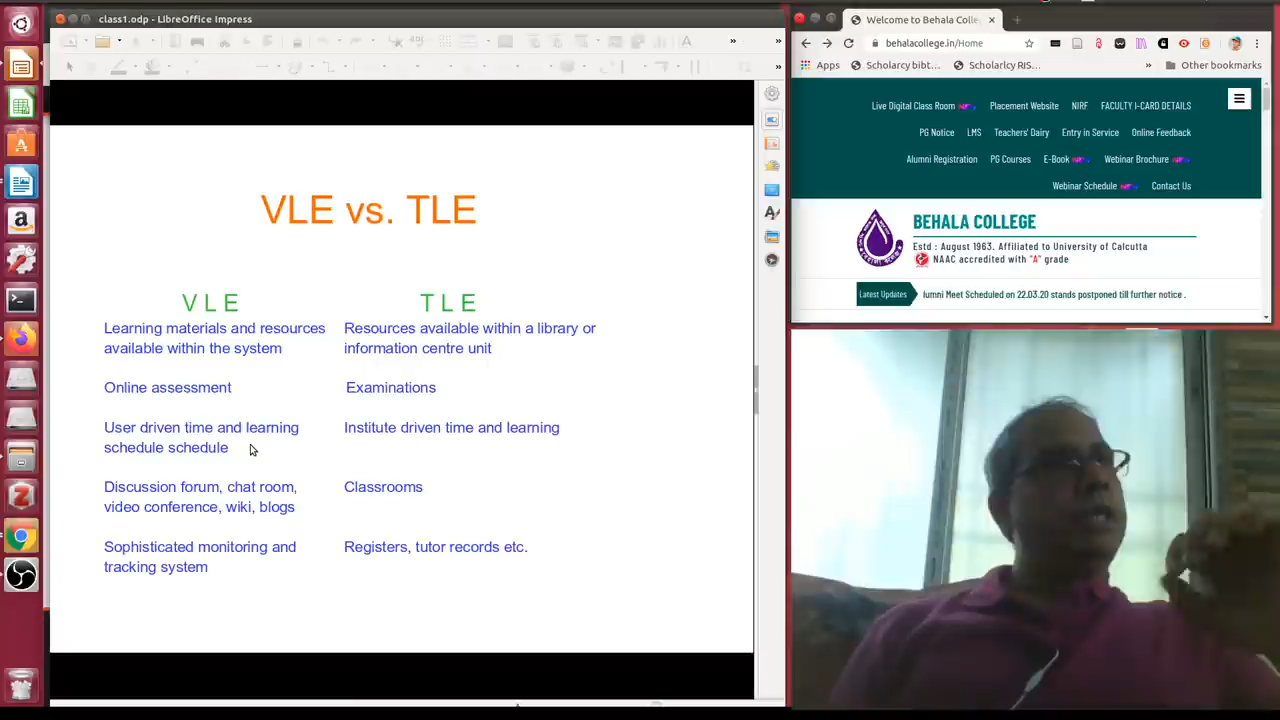 class1.odp - LibreOffice Impress
VLE vs. TLE
V L E
T L E
Learning materials and resources
available within the system
Resources available within a library or
information centre unit
Online assessment
Examinations
User driven time and learning
schedule schedule
Institute driven time and learning
Discussion forum, chat room,
video conference, wiki, blogs
Classrooms
Sophisticated monitoring and
tracking system
Registers, tutor records etc.
Welcome to Behala Colle
behalacollege.in/Home
Apps Scholarcy bibt... Scholarlcy RIS... » Other bookmarks
Live Digital Class Room Placement Website NIRF FACULTY I-CARD DETAILS
PG Notice LMS Teachers' Dairy Entry in Service Online Feedback
Alumni Registration PG Courses E-Book Webinar Brochure
Webinar Schedule Contact Us
BEHALA COLLEGE
Estd : August 1963. Affiliated to University of Calcutta
NAAC accredited with "A" grade
Latest Updates lumni Meet Scheduled on 22.03.20 stands postponed till further notice .